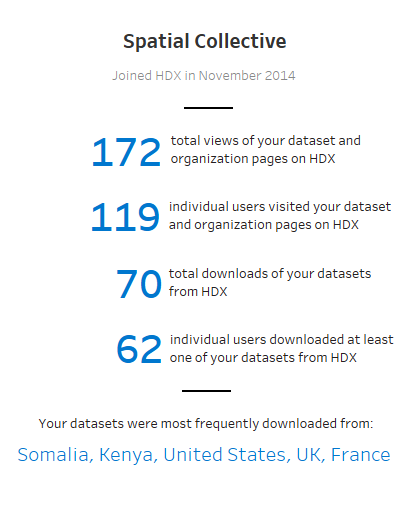 Spatial Collective
Joined HDX in November 2014
172 total views of your dataset and
organization pages on HDX
119 individual users visited your dataset
and organization pages on HDX
70 total downloads of your datasets
from HDX
62 individual users downloaded at least
one of your datasets from HDX
Your datasets were most frequently downloaded from:
Somalia, Kenya, United States, UK, France